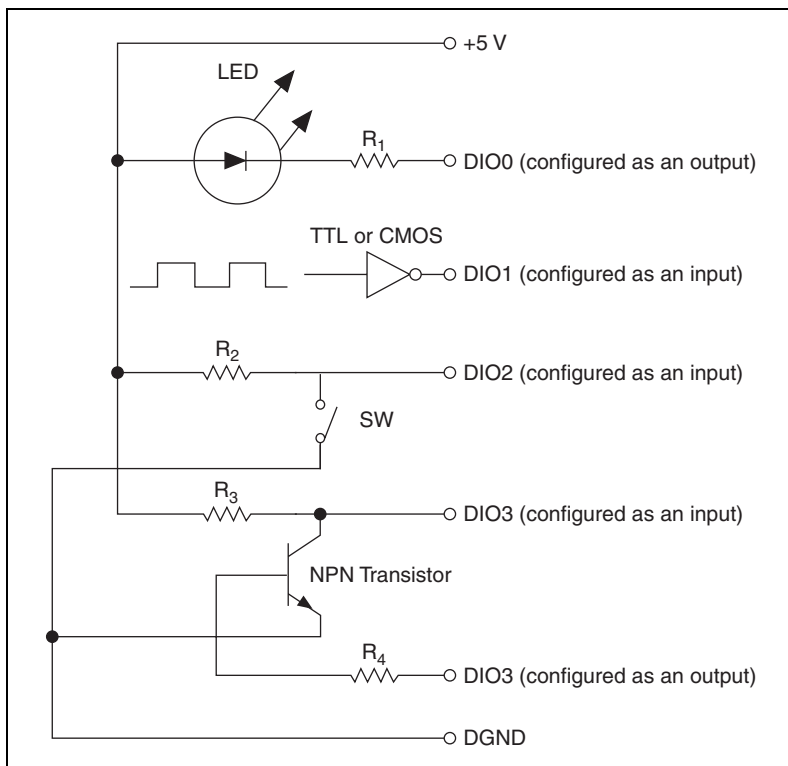 +5 V
LED
R1
DIO0 (configured as an output)
TTL or CMOS
DIO1 (configured as an input)
R2
DIO2 (configured as an input)
SW
R3
DIO3 (configured as an input)
NPN Transistor
R4
DIO3 (configured as an output)
DGND